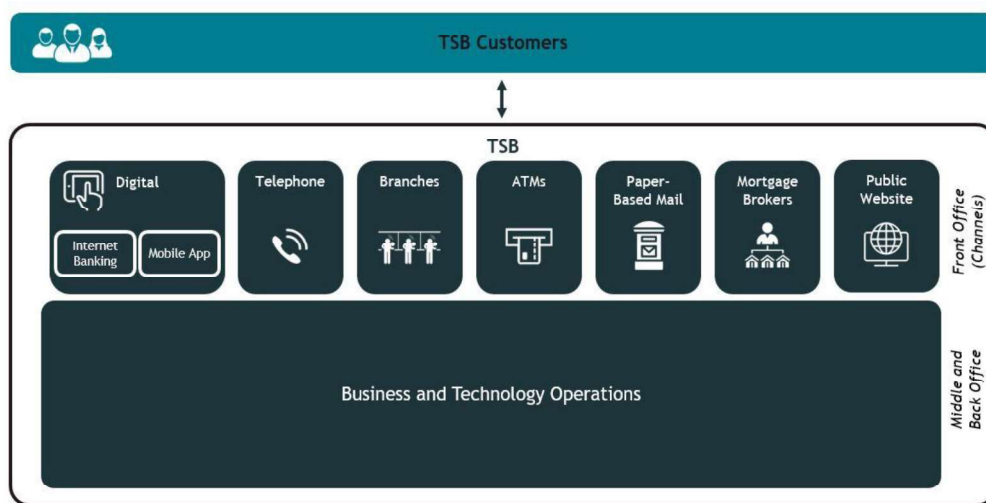 TSB Customers
TSB
Digital
Internet
Banking
Mobile App
Telephone
Branches
ATMs
Paper-
Based Mail
Mortgage
Brokers
Public
Website
Front Office
(Channels)
Business and Technology Operations
Middle and
Back Office